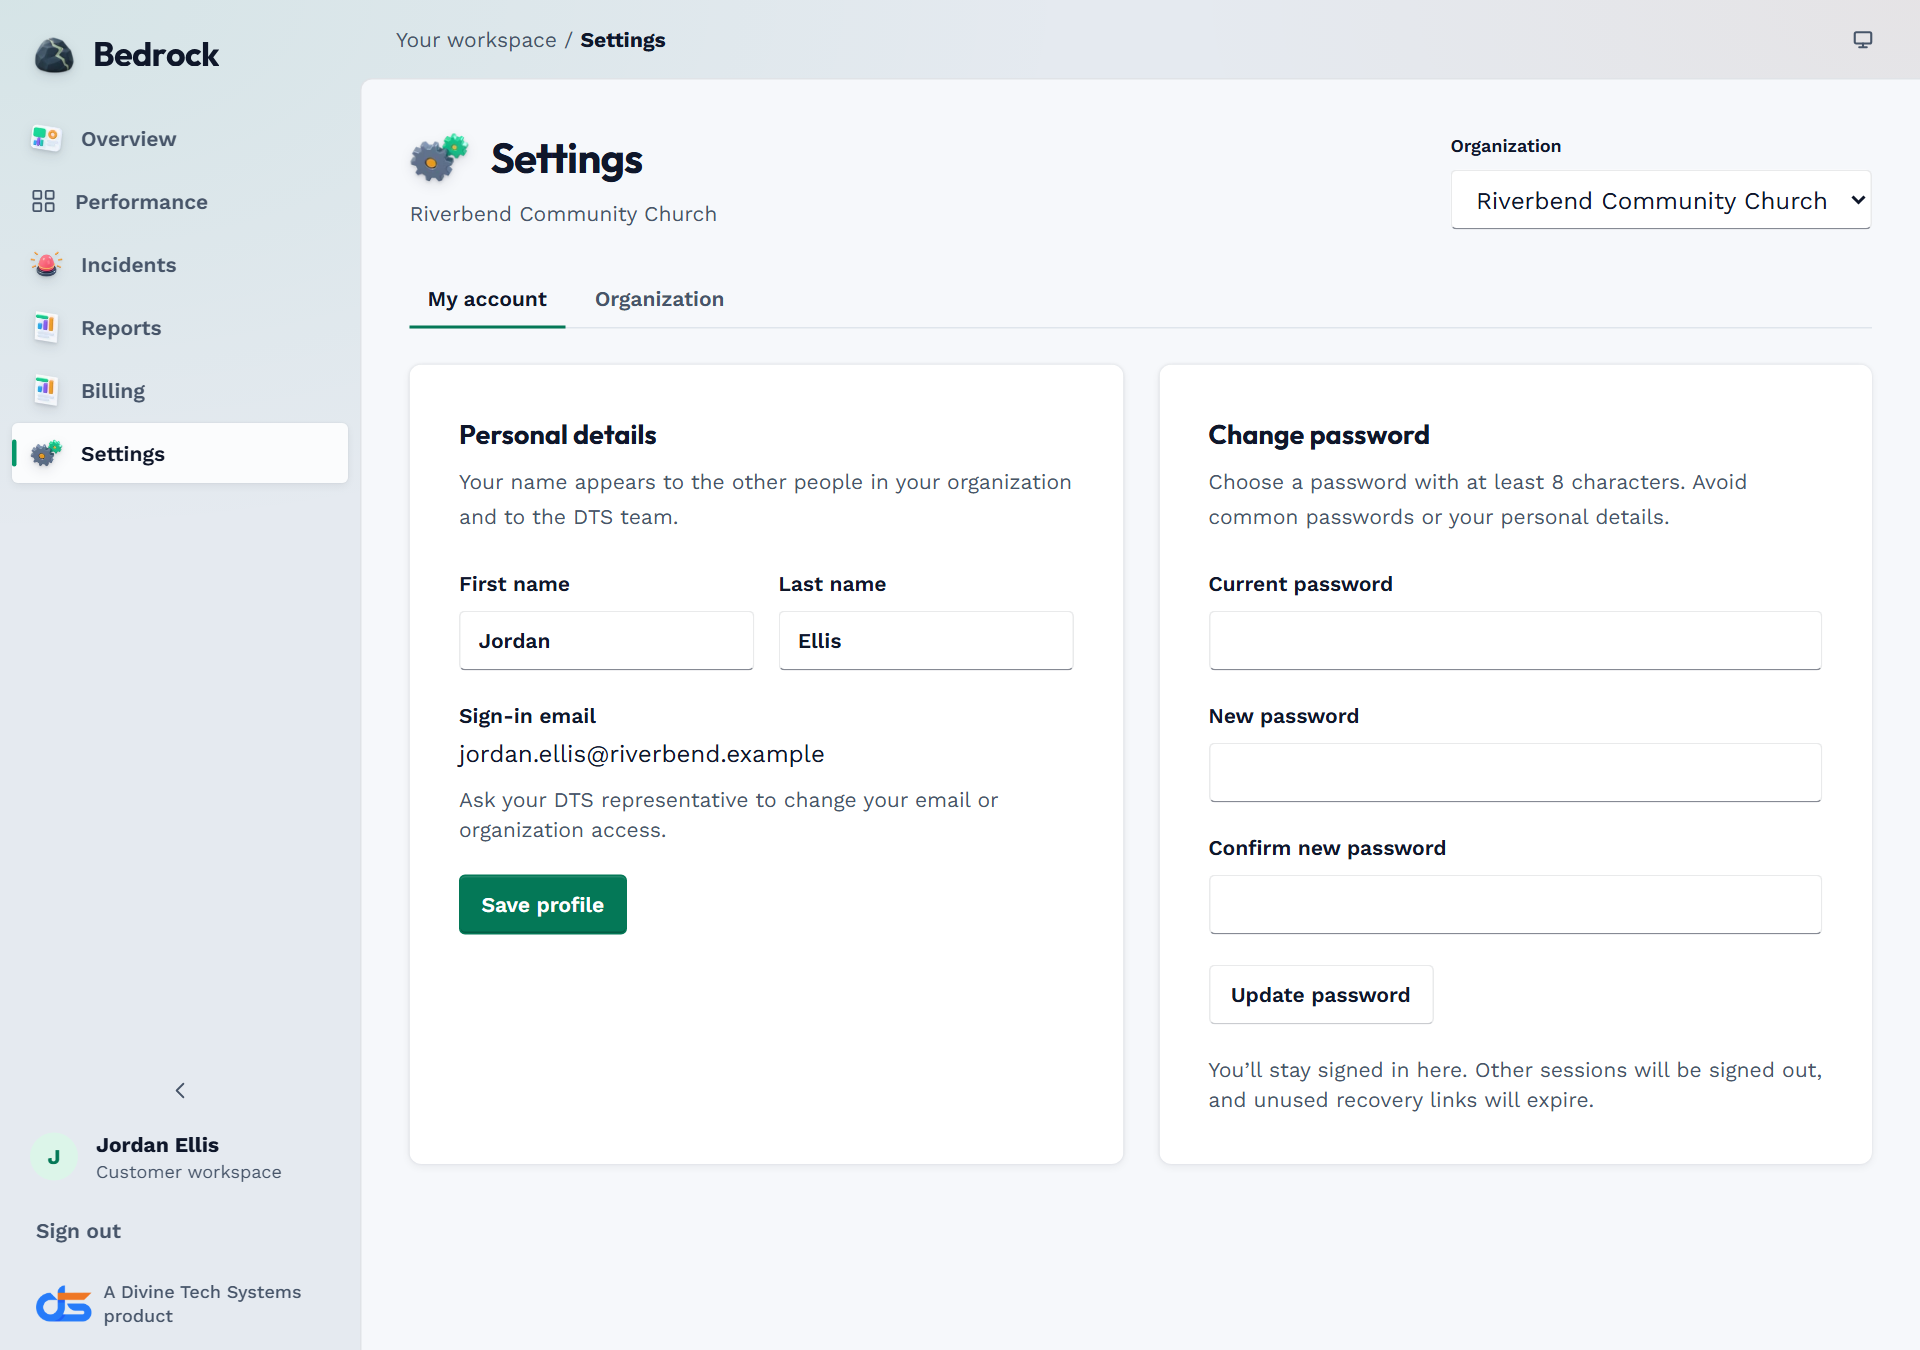 Bedrock
Your workspace / Settings
Overview
Performance
Incidents
Reports
Billing
Settings
Settings
Riverbend Community Church
Organization
Riverbend Community Church
My account
Organization
Personal details
Your name appears to the other people in your organization
and to the DTS team.
First name
Last name
Jordan
Ellis
Sign-in email
jordan.ellis@riverbend.example
Ask your DTS representative to change your email or
organization access.
Save profile
Change password
Choose a password with at least 8 characters. Avoid
common passwords or your personal details.
Current password
New password
Confirm new password
Update password
You’ll stay signed in here. Other sessions will be signed out,
and unused recovery links will expire.
J
Jordan Ellis
Customer workspace
Sign out
ds
A Divine Tech Systems
product